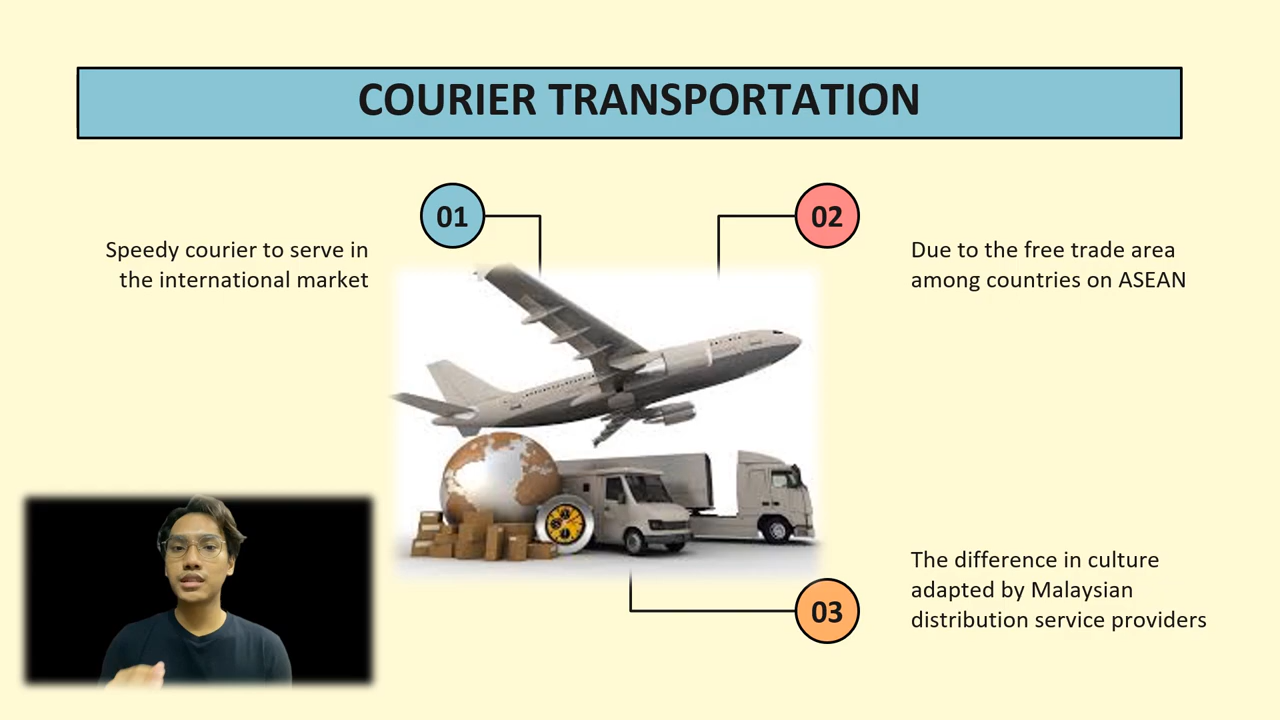 COURIER TRANSPORTATION
01
Speedy courier to serve in
the international market
02
Due to the free trade area
among countries on ASEAN
03
The difference in culture
adapted by Malaysian
distribution service providers